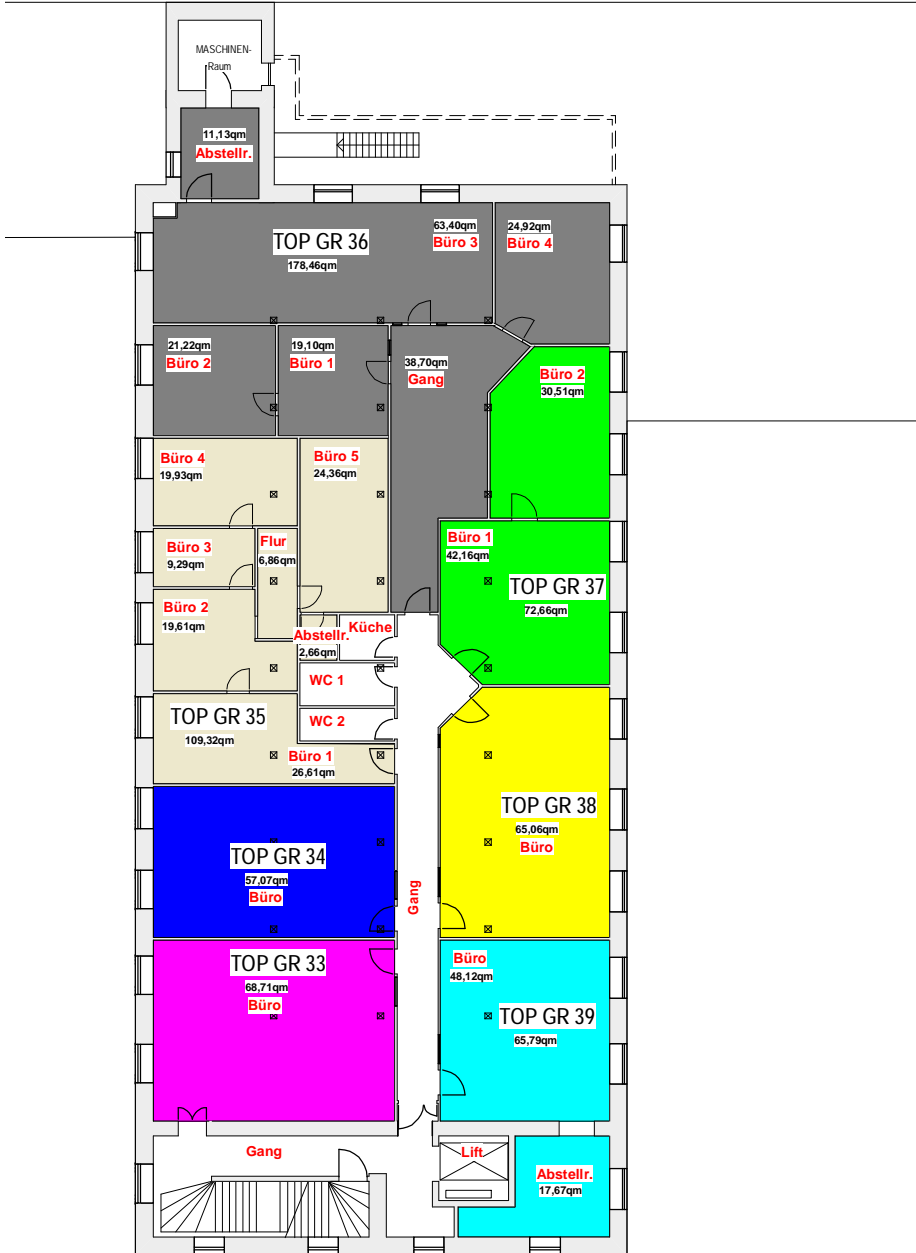 MASCHINEN-
Raum
11,13qm
Abstellr.
TOP GR 36
178,46qm
63,40qm
Büro 3
24,92qm
Büro 4
21,22qm
Büro 2
19,10qm
Büro 1
38,70qm
Gang
Büro 2
30,51qm
Büro 4
19,93qm
Büro 5
24,36qm
Büro 3
9,29qm
Flur
6,86qm
Büro 1
42,16qm
TOP GR 37
72,66qm
Büro 2
19,61qm
Abstellr.
2,66qm
Küche
WC 1
WC 2
TOP GR 35
109,32qm
Büro 1
26,61qm
TOP GR 38
65,06qm
Büro
TOP GR 34
57,07qm
Büro
Gang
TOP GR 33
68,71qm
Büro
Büro
48,12qm
TOP GR 39
65,79qm
Gang
Lift
Abstellr.
17,67qm